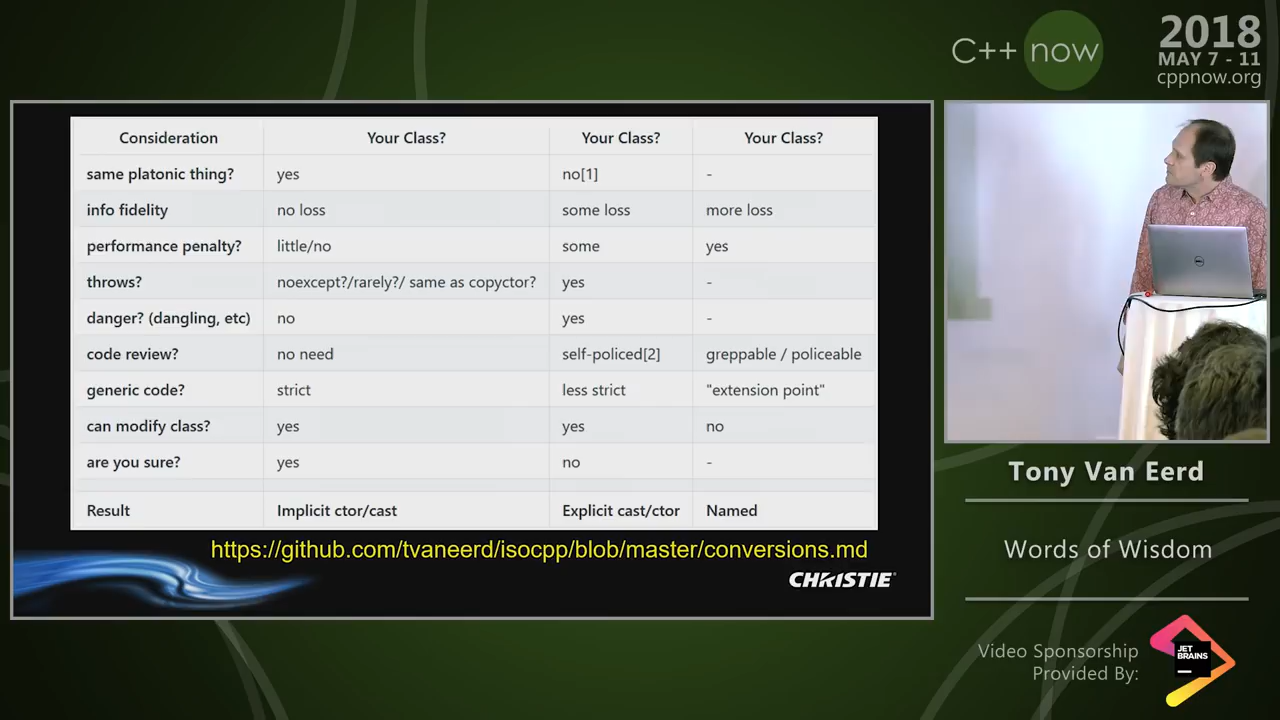 C++ now
2018
MAY 7 - 11
cppnow.org
Consideration Your Class? Your Class? Your Class?
same platonic thing? yes no[1] -
info fidelity no loss some loss more loss
performance penalty? little/no some yes
throws? noexcept?/rarely?/ same as copyctor? yes -
danger? (dangling, etc) no yes -
code review? no need self-policed[2] greppable / policeable
generic code? strict less strict "extension point"
can modify class? yes yes no
are you sure? yes no -
Result Implicit ctor/cast Explicit cast/ctor Named
https://github.com/tvaneerd/isocpp/blob/master/conversions.md
CHRISTIE®
DELL
Tony Van Eerd
Words of Wisdom
Video Sponsorship
Provided By:
JET
BRAINS